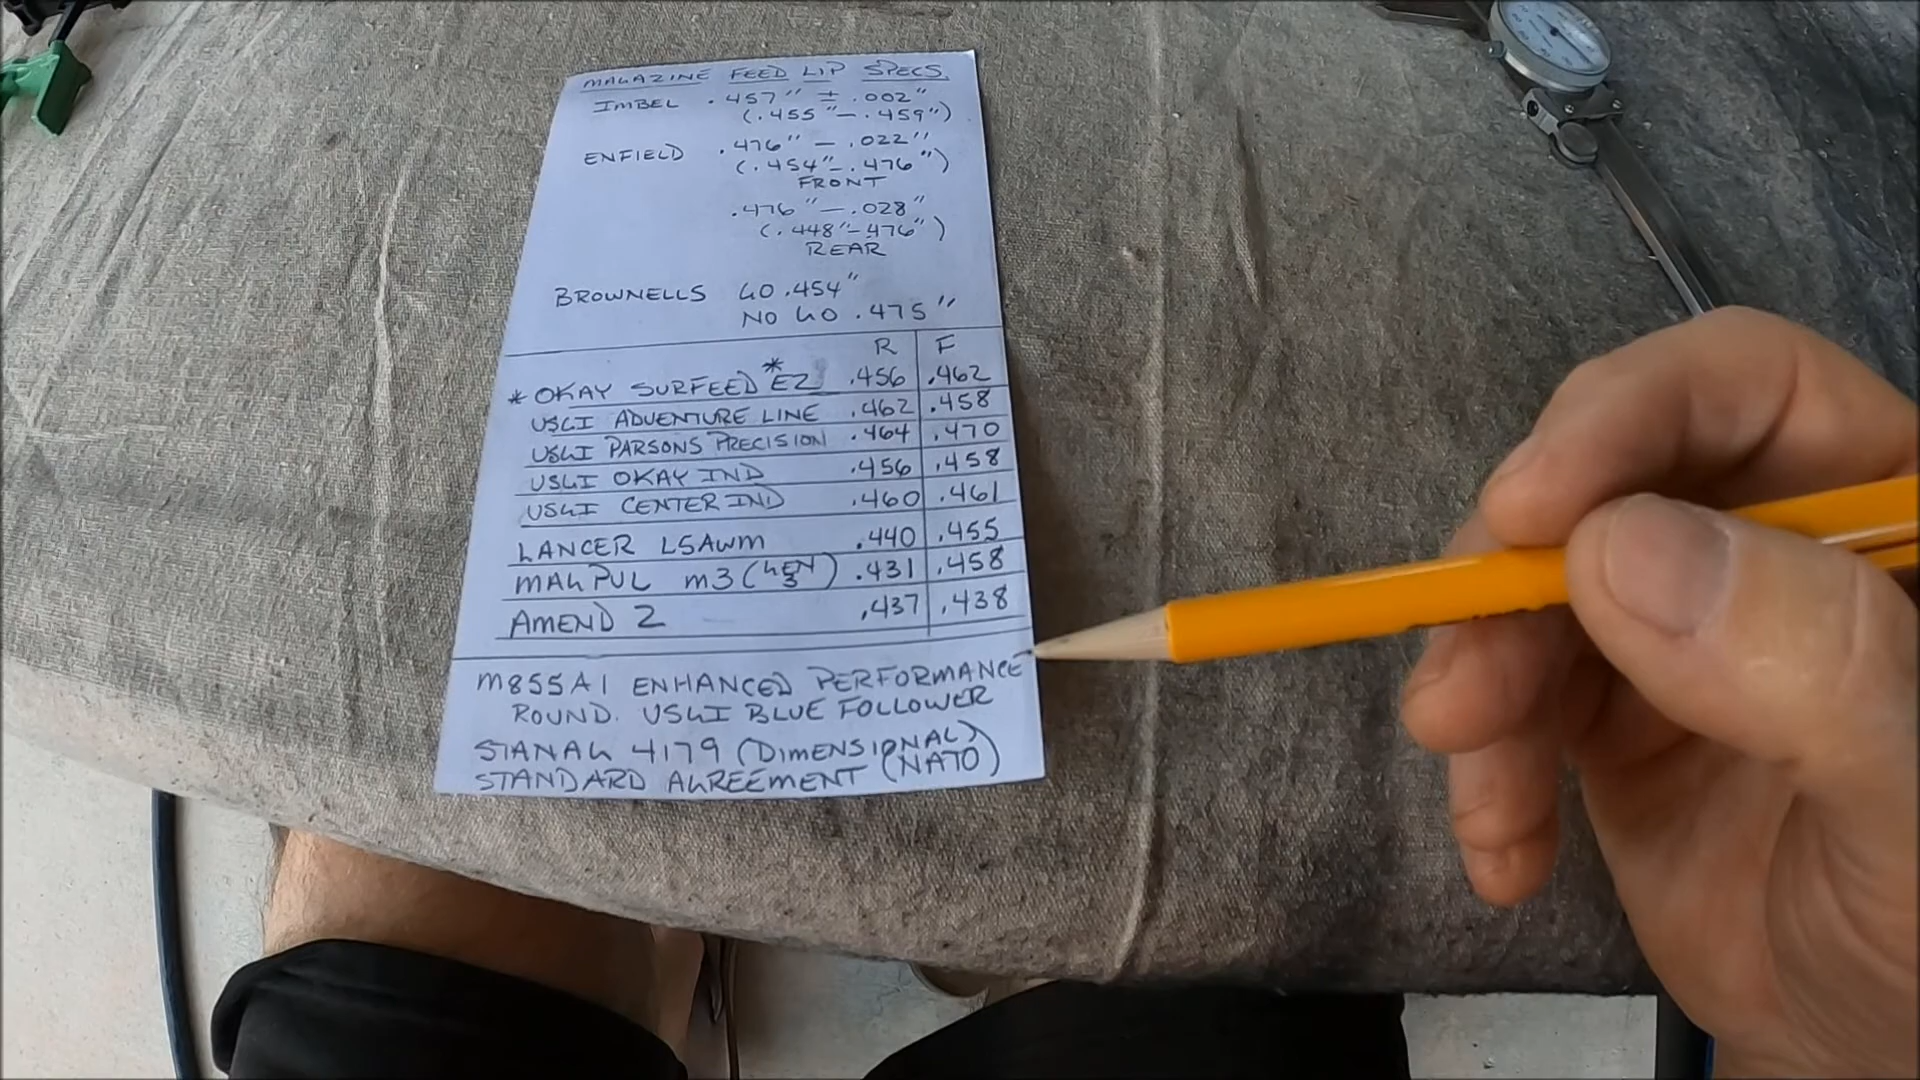 MAGAZINE FEED LIP SPECS
IMBEL .457" ± .002"
(.455" - .459")
ENFIELD .476" - .022"
(.454" - .476")
FRONT
.476" - .028"
(.448"-.476")
REAR
BROWNELLS GO .454"
NO GO .475"
R F
* OKAY SURFEED * E2 .456 .462
USGI ADVENTURE LINE .462 .458
USGI PARSONS PRECISION .464 .470
USGI OKAY IND .456 .458
USGI CENTER IND .460 .461
LANCER L5AWM .440 .455
MAGPUL M3 (GEN 3) .431 .458
AMEND 2 .437 .438
M855A1 ENHANCED PERFORMANCE
ROUND. USGI BLUE FOLLOWER
STANAG 4179 (DIMENSIONAL)
STANDARD AGREEMENT (NATO)